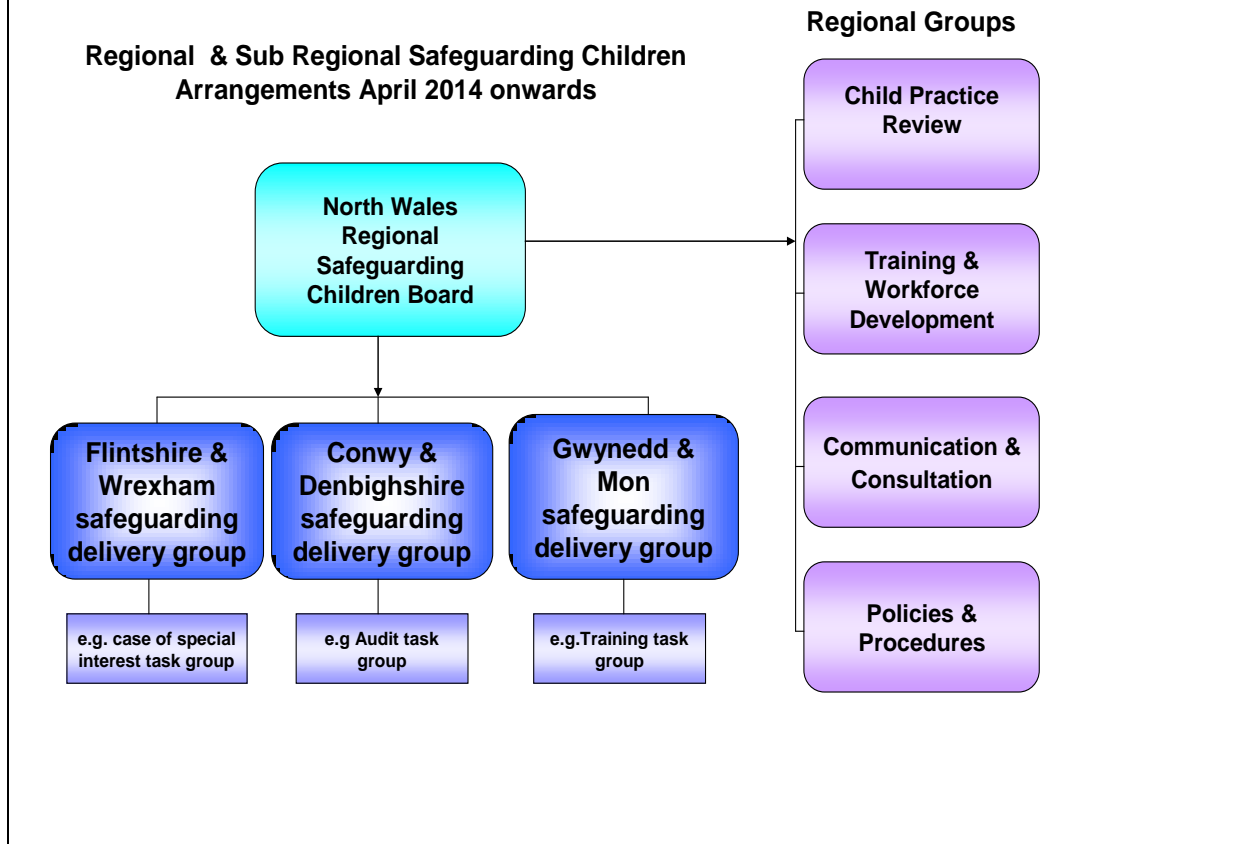 Regional & Sub Regional Safeguarding Children
Arrangements April 2014 onwards
Regional Groups
North Wales
Regional
Safeguarding
Children Board
Child Practice
Review
Training &
Workforce
Development
Communication &
Consultation
Policies &
Procedures
Flintshire &
Wrexham
safeguarding
delivery group
Conwy &
Denbighshire
safeguarding
delivery group
Gwynedd &
Mon
safeguarding
delivery group
e.g. case of special
interest task group
e.g Audit task
group
e.g.Training task
group